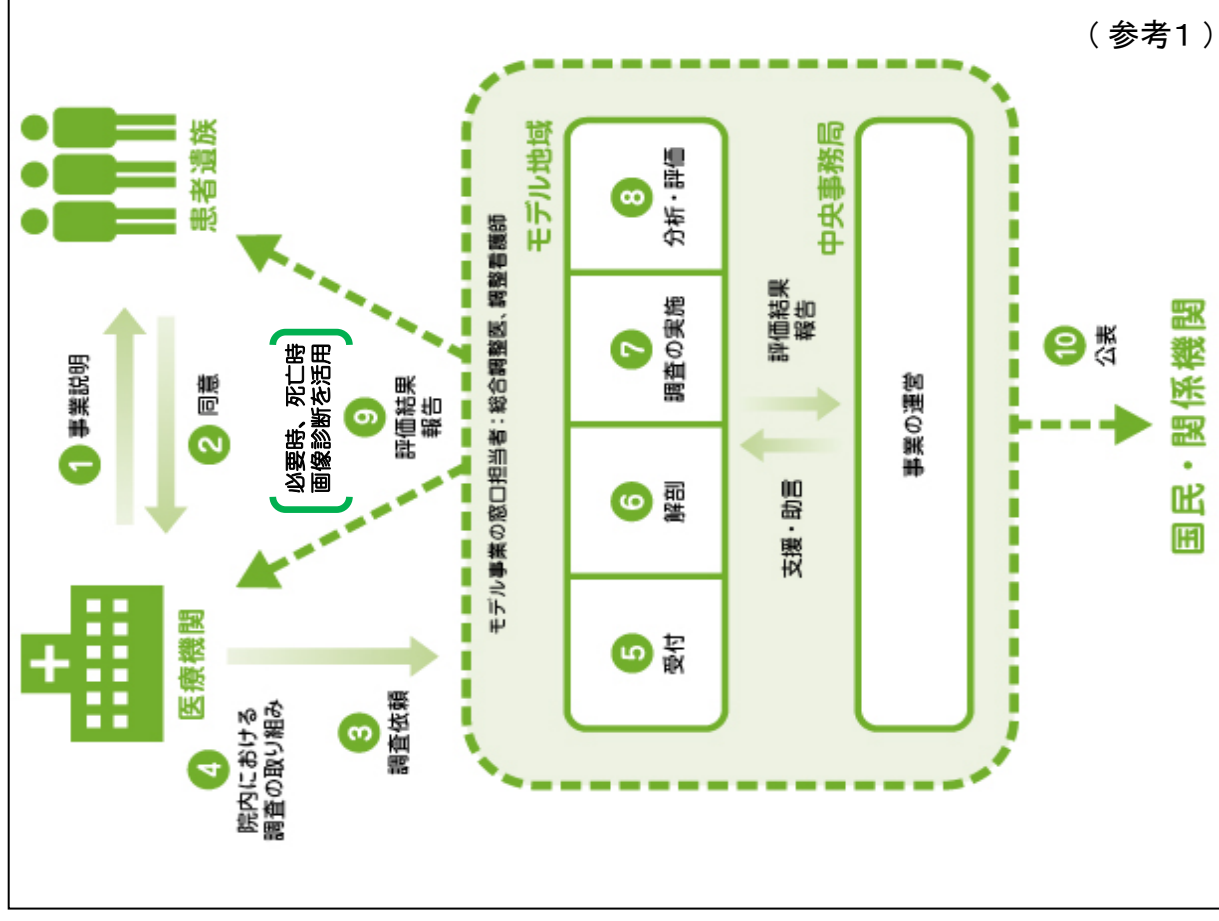 （参考1）
患者遺族
1
事業説明
2
同意
医療機関
4
院内における
調査の取り組み
3
調査依頼
必要時、死亡時
画像診断を活用
9
評価結果
報告
モデル事業の窓口担当者：総合調整医、調整看護師
モデル地域
5
受付
6
解剖
7
調査の実施
8
分析・評価
支援・助言
評価結果
報告
中央事務局
事業の運営
10
公表
国民・関係機関